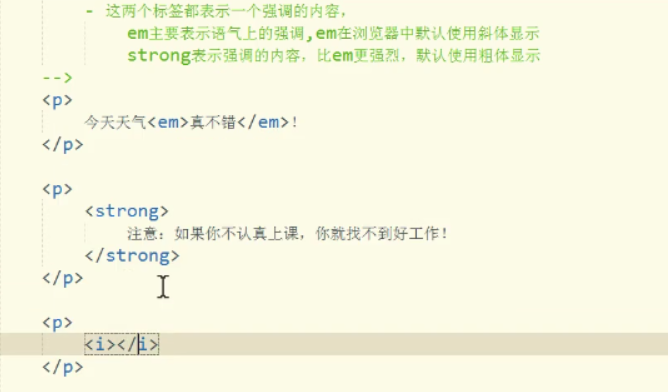 - 这两个标签都表示一个强调的内容，
em主要表示语气上的强调,em在浏览器中默认使用斜体显示
strong表示强调的内容，比em更强烈，默认使用粗体显示
-->
<p>
今天天气<em>真不错</em>！
</p>
<p>
<strong>
注意：如果你不认真上课，你就找不到好工作！
</strong>
</p>
<p>
<i></i>
</p>